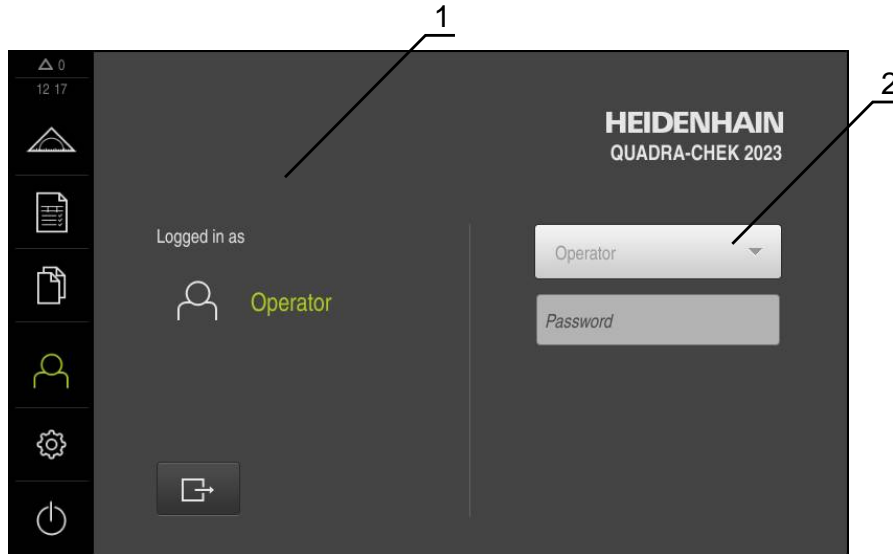 1
0
12 17
2
HEIDENHAIN
QUADRA-CHEK 2023
Logged in as
Operator
Operator
Password